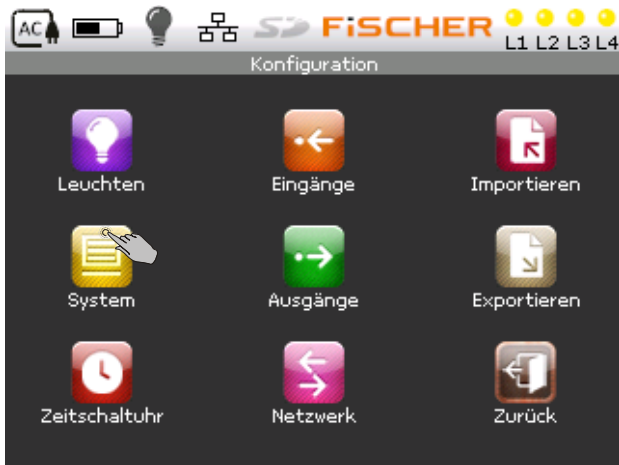 AC SD FiSCHER L1 L2 L3 L4
Konfiguration
Leuchten Eingänge Importieren
System Ausgänge Exportieren
Zeitschaltuhr Netzwerk Zurück